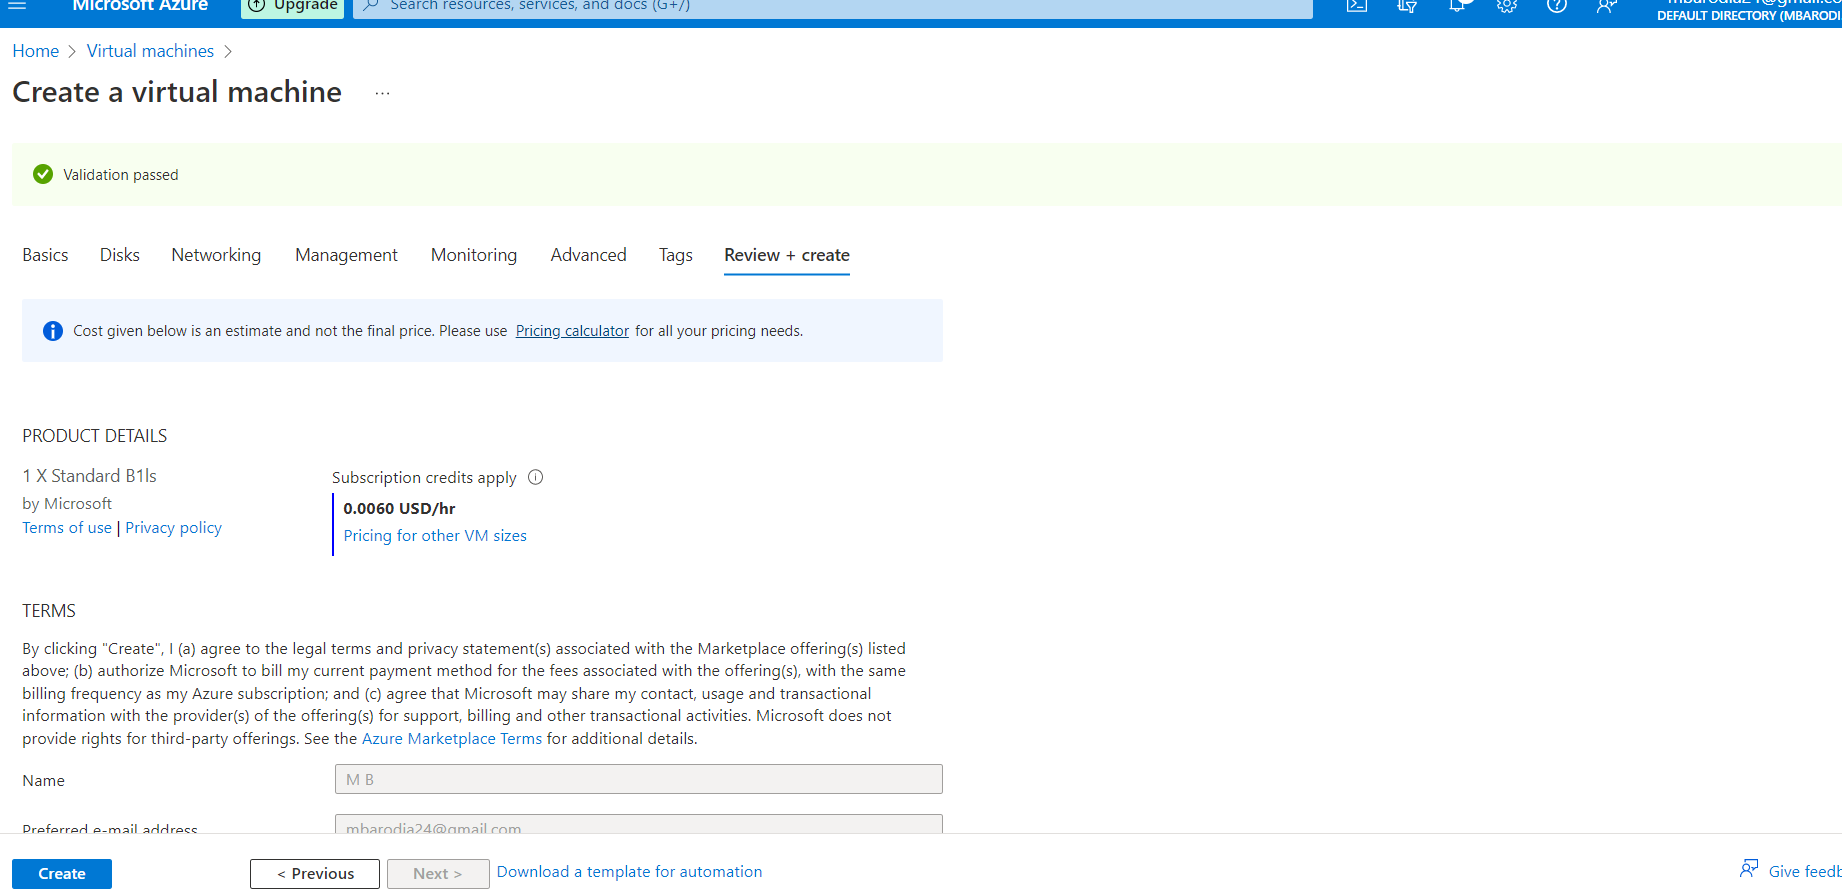 Microsoft Azure
Upgrade
Search resources, services, and docs (G+/)
mbarodia24@gmail.co
DEFAULT DIRECTORY (MBARODI
Home > Virtual machines >
Create a virtual machine ...
Validation passed
Basics Disks Networking Management Monitoring Advanced Tags Review + create
Cost given below is an estimate and not the final price. Please use Pricing calculator for all your pricing needs.
PRODUCT DETAILS
1 X Standard B1ls
by Microsoft
Terms of use | Privacy policy
Subscription credits apply
0.0060 USD/hr
Pricing for other VM sizes
TERMS
By clicking "Create", I (a) agree to the legal terms and privacy statement(s) associated with the Marketplace offering(s) listed
above; (b) authorize Microsoft to bill my current payment method for the fees associated with the offering(s), with the same
billing frequency as my Azure subscription; and (c) agree that Microsoft may share my contact, usage and transactional
information with the provider(s) of the offering(s) for support, billing and other transactional activities. Microsoft does not
provide rights for third-party offerings. See the Azure Marketplace Terms for additional details.
Name
M B
Preferred e-mail address
mbarodia24@gmail.com
Create
< Previous
Next >
Download a template for automation
Give feedb